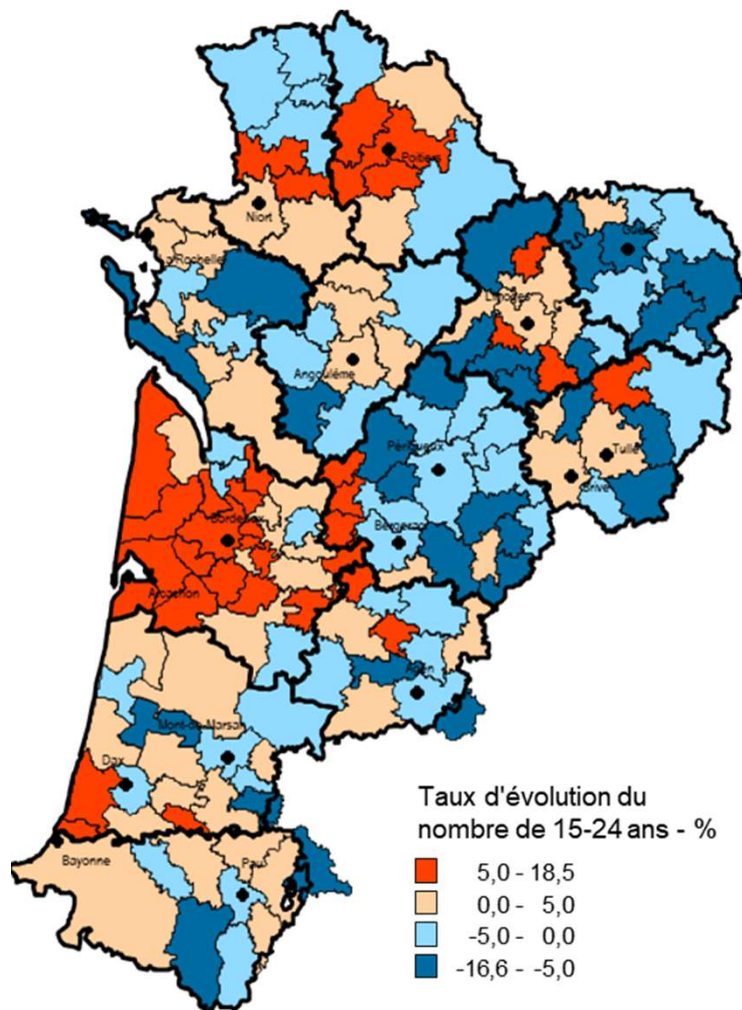 Poitiers
Niort
La Rochelle
Guéret
Limoges
Angoulême
Périgueux
Tulle
Brive
Bordeaux
Bergerac
Arcachon
Agen
Mont-de-Marsan
Dax
Bayonne
Pau
Taux d'évolution du
nombre de 15-24 ans - %
5,0 - 18,5
0,0 - 5,0
-5,0 - 0,0
-16,6 - -5,0